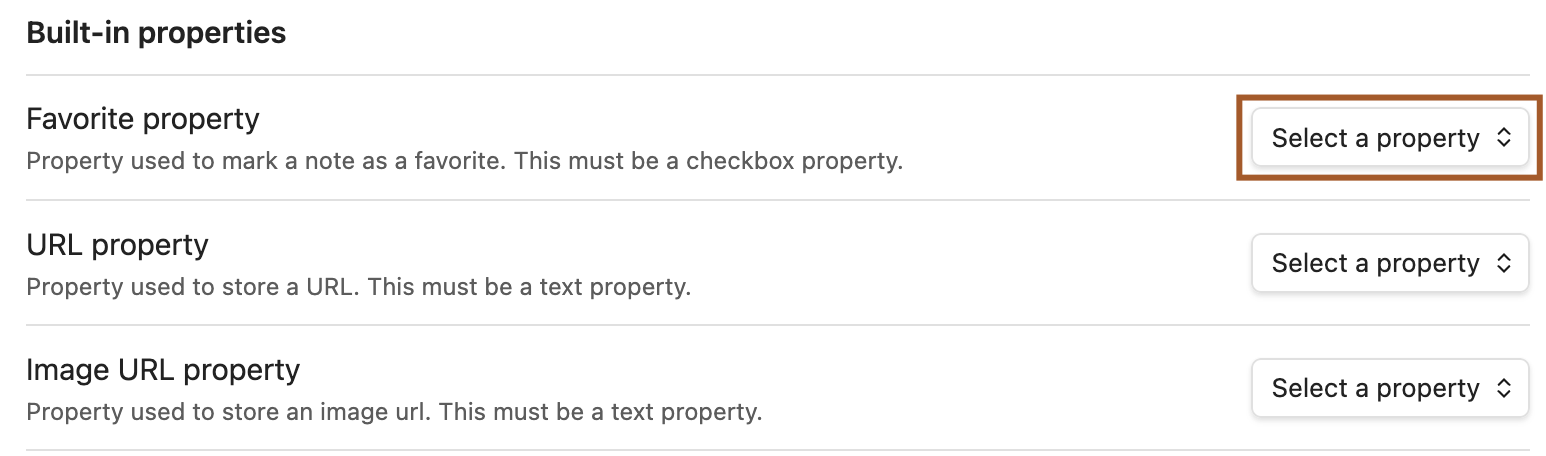 Built-in properties
Favorite property
Property used to mark a note as a favorite. This must be a checkbox property.
Select a property
URL property
Property used to store a URL. This must be a text property.
Select a property
Image URL property
Property used to store an image url. This must be a text property.
Select a property